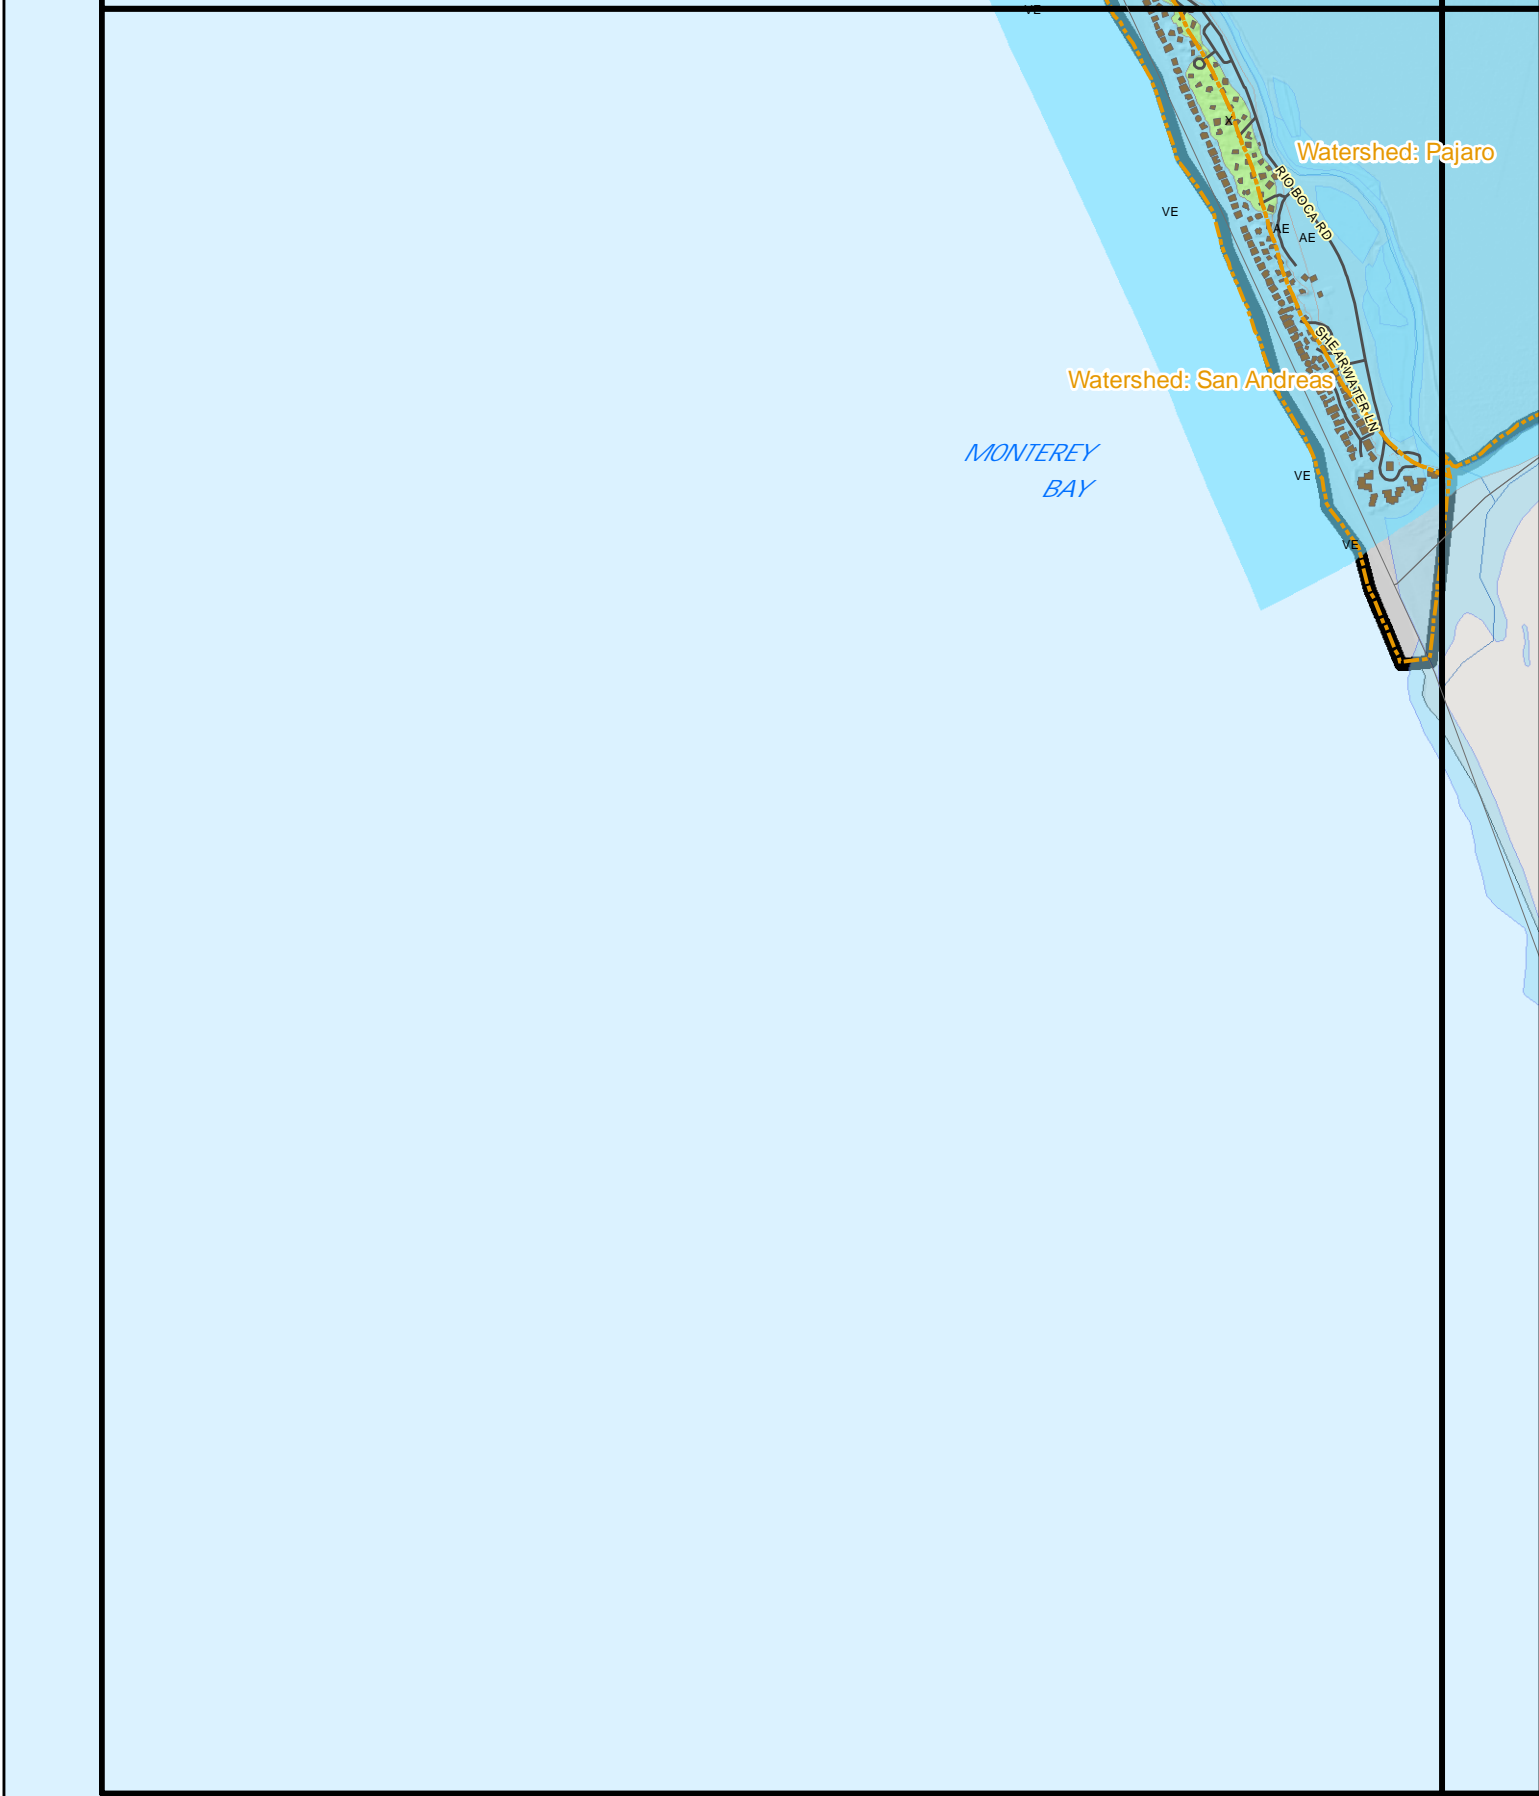 VE
X
Watershed: Pajaro
RIO BOCA RD
VE
AE
AE
SHEARWATER LN
Watershed: San Andreas
MONTEREY
BAY
VE
VE